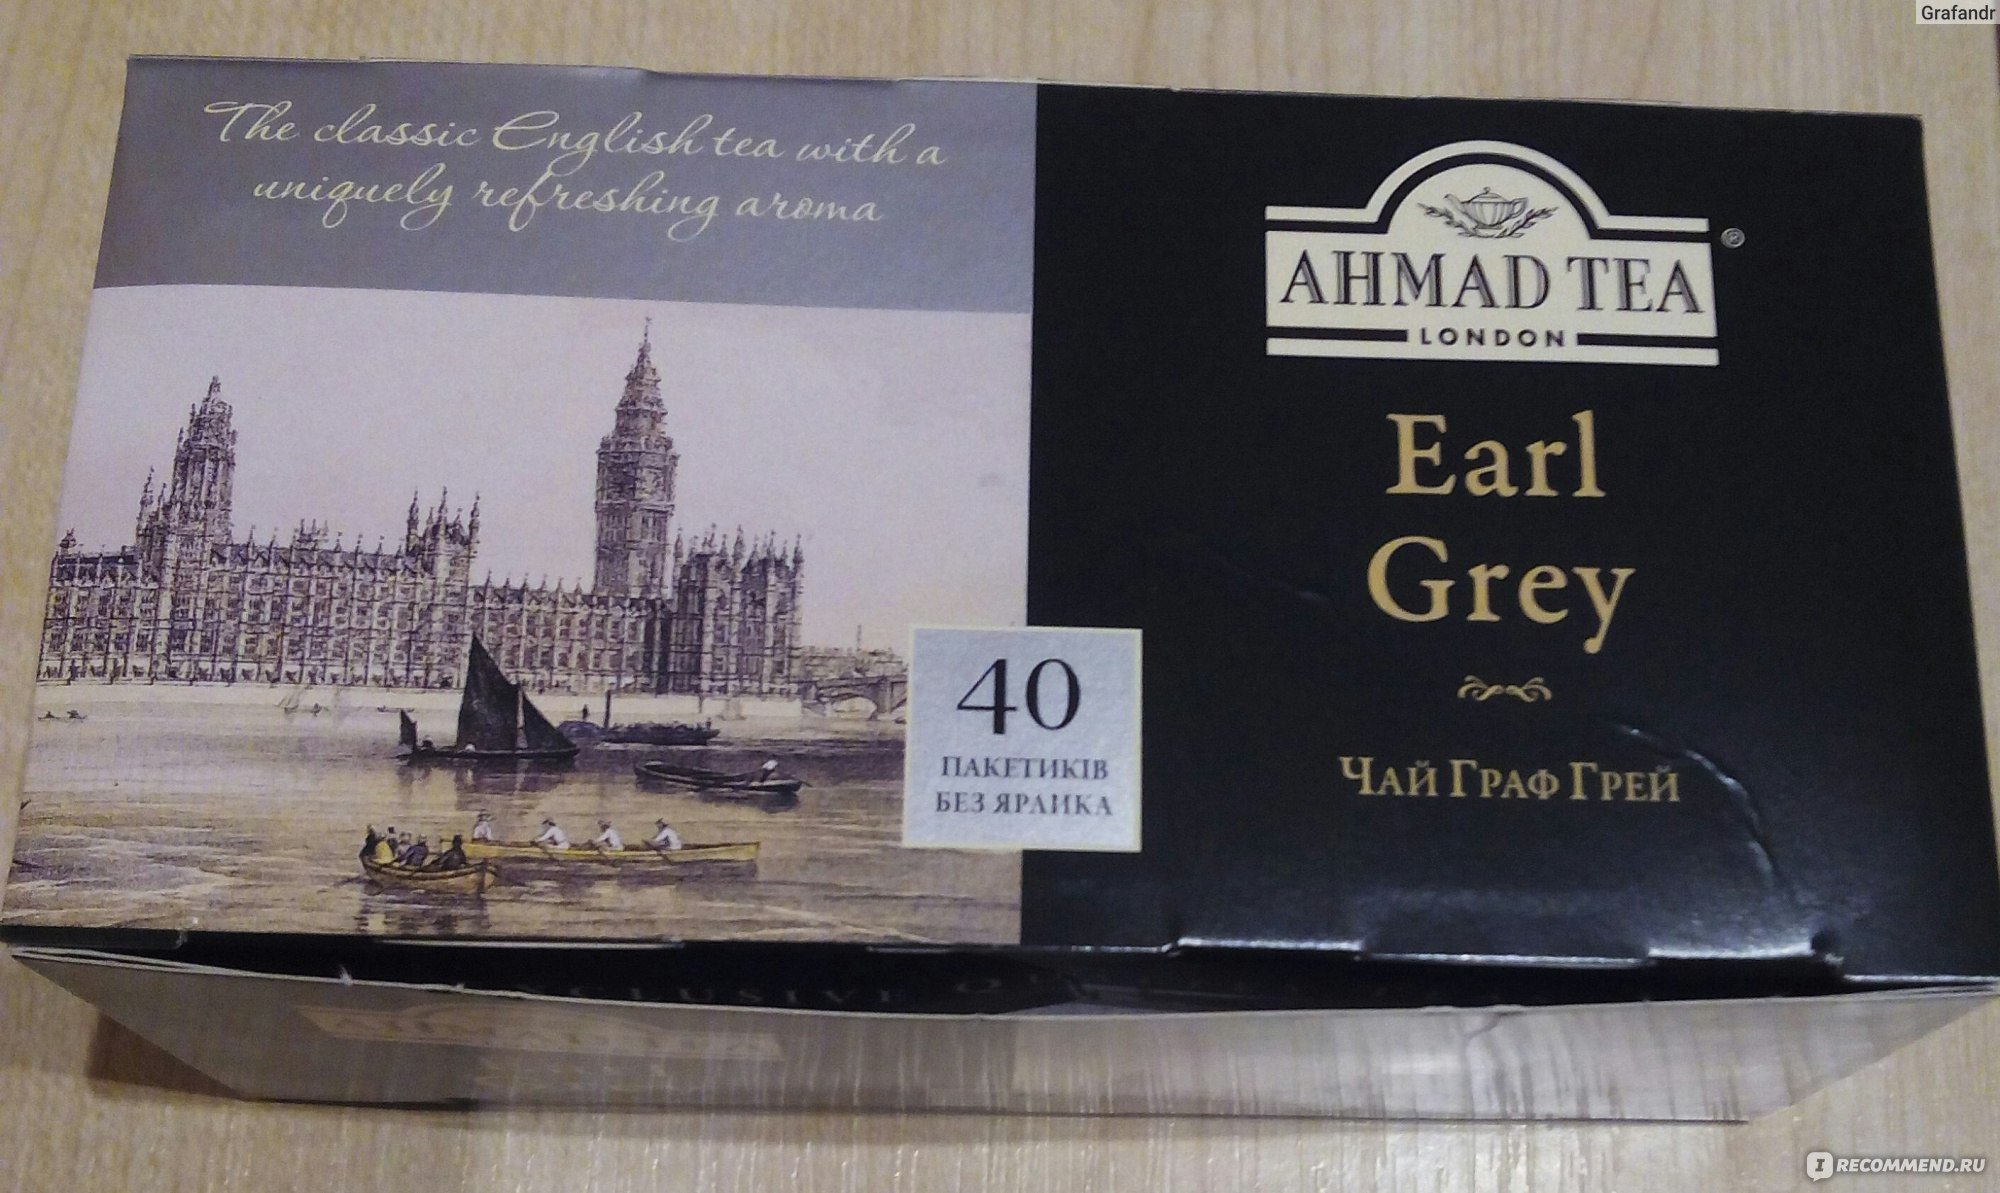 Grafandr
The classic English tea with a
uniquely refreshing aroma
AHMAD TEA
®
LONDON
Earl
Grey
40
ПАКЕТИКІВ
БЕЗ ЯРЛИКА
ЧАЙ ГРАФ ГРЕЙ
IRECOMMEND.RU